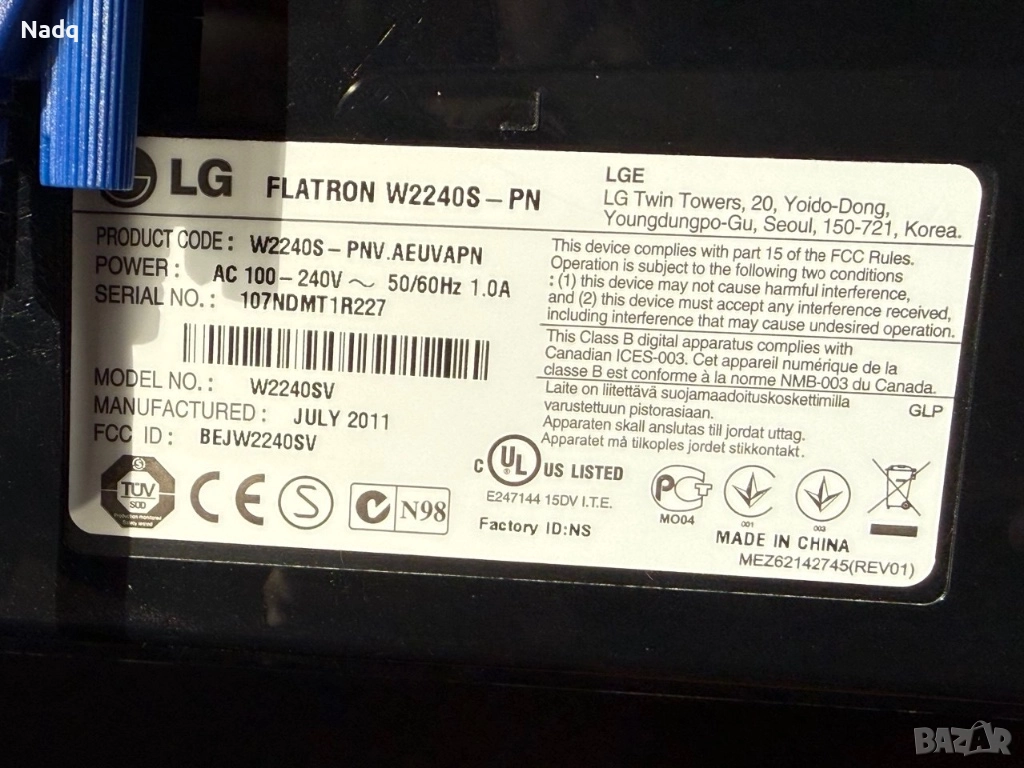 Nadq
LG
FLATRON W2240S-PN
LGE
LG Twin Towers, 20, Yoido-Dong,
Youngdungpo-Gu, Seoul, 150-721, Korea.
PRODUCT CODE: W2240S-PNV.AEUVAPN
POWER: AC 100-240V ~ 50/60Hz 1.0A
SERIAL NO.: 107NDMT1R227
MODEL NO.: W2240SV
MANUFACTURED: JULY 2011
FCC ID: BEJW2240SV
This device complies with part 15 of the FCC Rules.
Operation is subject to the following two conditions
: (1) this device may not cause harmful interference,
and (2) this device must accept any interference received,
including interference that may cause undesired operation.
This Class B digital apparatus complies with
Canadian ICES-003. Cet appareil numérique de la
classe B est conforme à la norme NMB-003 du Canada.
Laite on liitettävä suojamaadoituskoskettimilla
varustettuun pistorasiaan.
GLP
Apparaten skall anslutas till jordat uttag.
Apparatet må tilkoples jordet stikkontakt.
TUV
SUD
Production monitored
CE
S
N98
C UL US LISTED
E247144 15DV I.T.E.
Factory ID:NS
MO04
001
003
MADE IN CHINA
MEZ62142745(REV01)
BAZAR